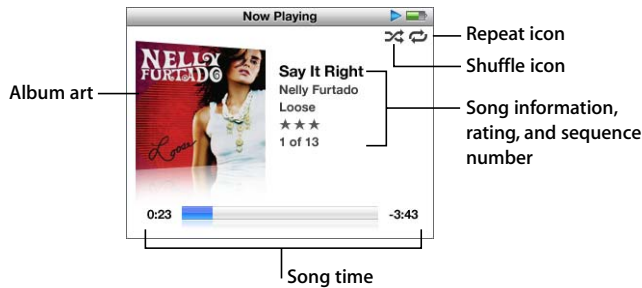 Now Playing
Repeat icon
Shuffle icon
Album art
NELLY
FURTADO
Loose
Say It Right
Nelly Furtado
Loose
★★★
1 of 13
Song information,
rating, and sequence
number
0:23
-3:43
Song time